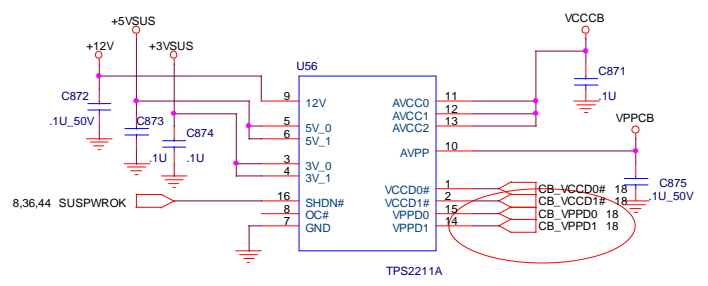 +5VSUS
VCCCB
+12V
+3VSUS
U56
C872
.1U_50V
C873
.1U
C874
.1U
C871
.1U
VPPCB
C875
.1U_50V
9 12V
5 5V_0
6 5V_1
3 3V_0
4 3V_1
8,36,44 SUSPWROK
16 SHDN#
8 OC#
7 GND
AVCC0 11
AVCC1 12
AVCC2 13
AVPP 10
VCCD0# 1 CB_VCCD0# 18
VCCD1# 2 CB_VCCD1# 18
VPPD0 15 CB_VPPD0 18
VPPD1 14 CB_VPPD1 18
TPS2211A